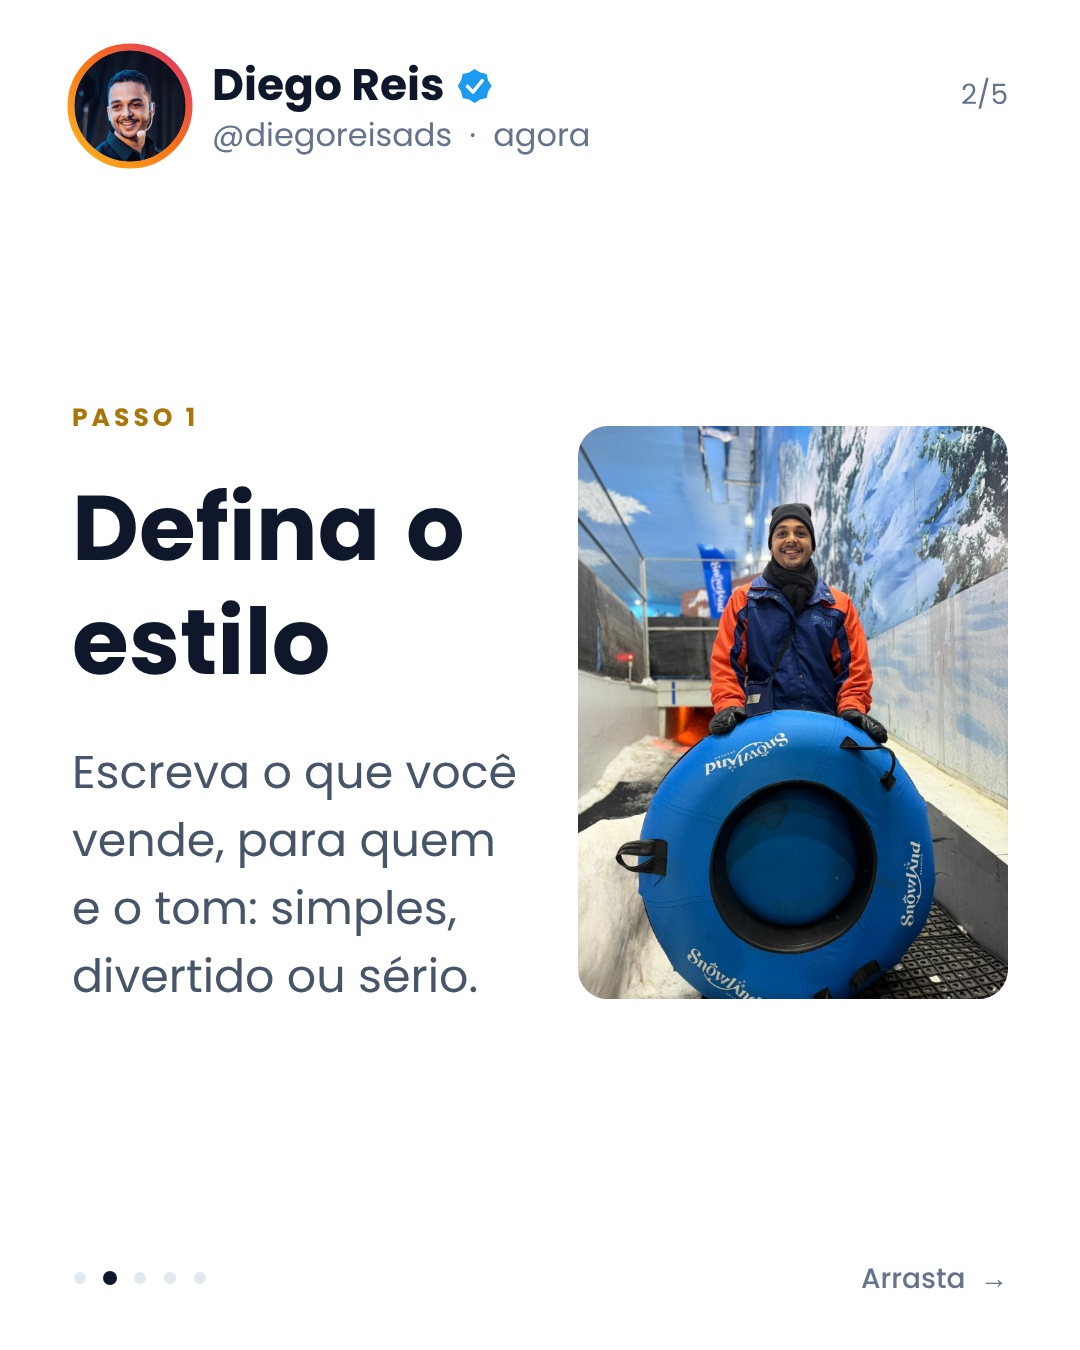 Diego Reis
@diegoreisads · agora
2/5
PASSO 1
Defina o
estilo
Escreva o que você
vende, para quem
e o tom: simples,
divertido ou sério.
Snowland
Snowland
Snowland
Snowland
Arrasta →